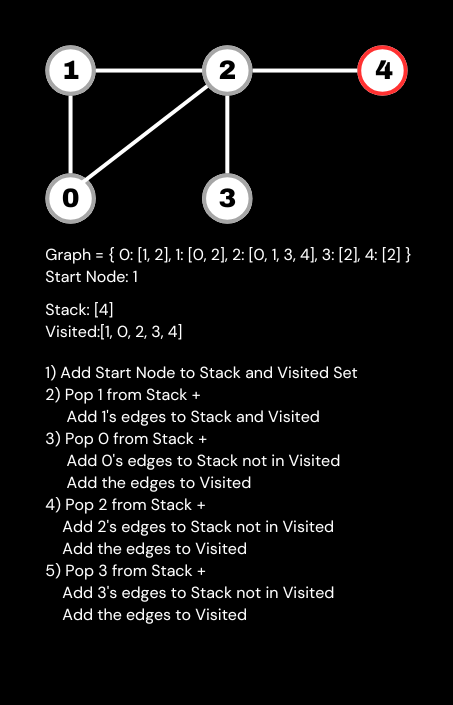 1 2 4
0 3
Graph = { 0: [1, 2], 1: [0, 2], 2: [0, 1, 3, 4], 3: [2], 4: [2] }
Start Node: 1
Stack: [4]
Visited:[1, 0, 2, 3, 4]
1) Add Start Node to Stack and Visited Set
2) Pop 1 from Stack +
Add 1's edges to Stack and Visited
3) Pop 0 from Stack +
Add 0's edges to Stack not in Visited
Add the edges to Visited
4) Pop 2 from Stack +
Add 2's edges to Stack not in Visited
Add the edges to Visited
5) Pop 3 from Stack +
Add 3's edges to Stack not in Visited
Add the edges to Visited